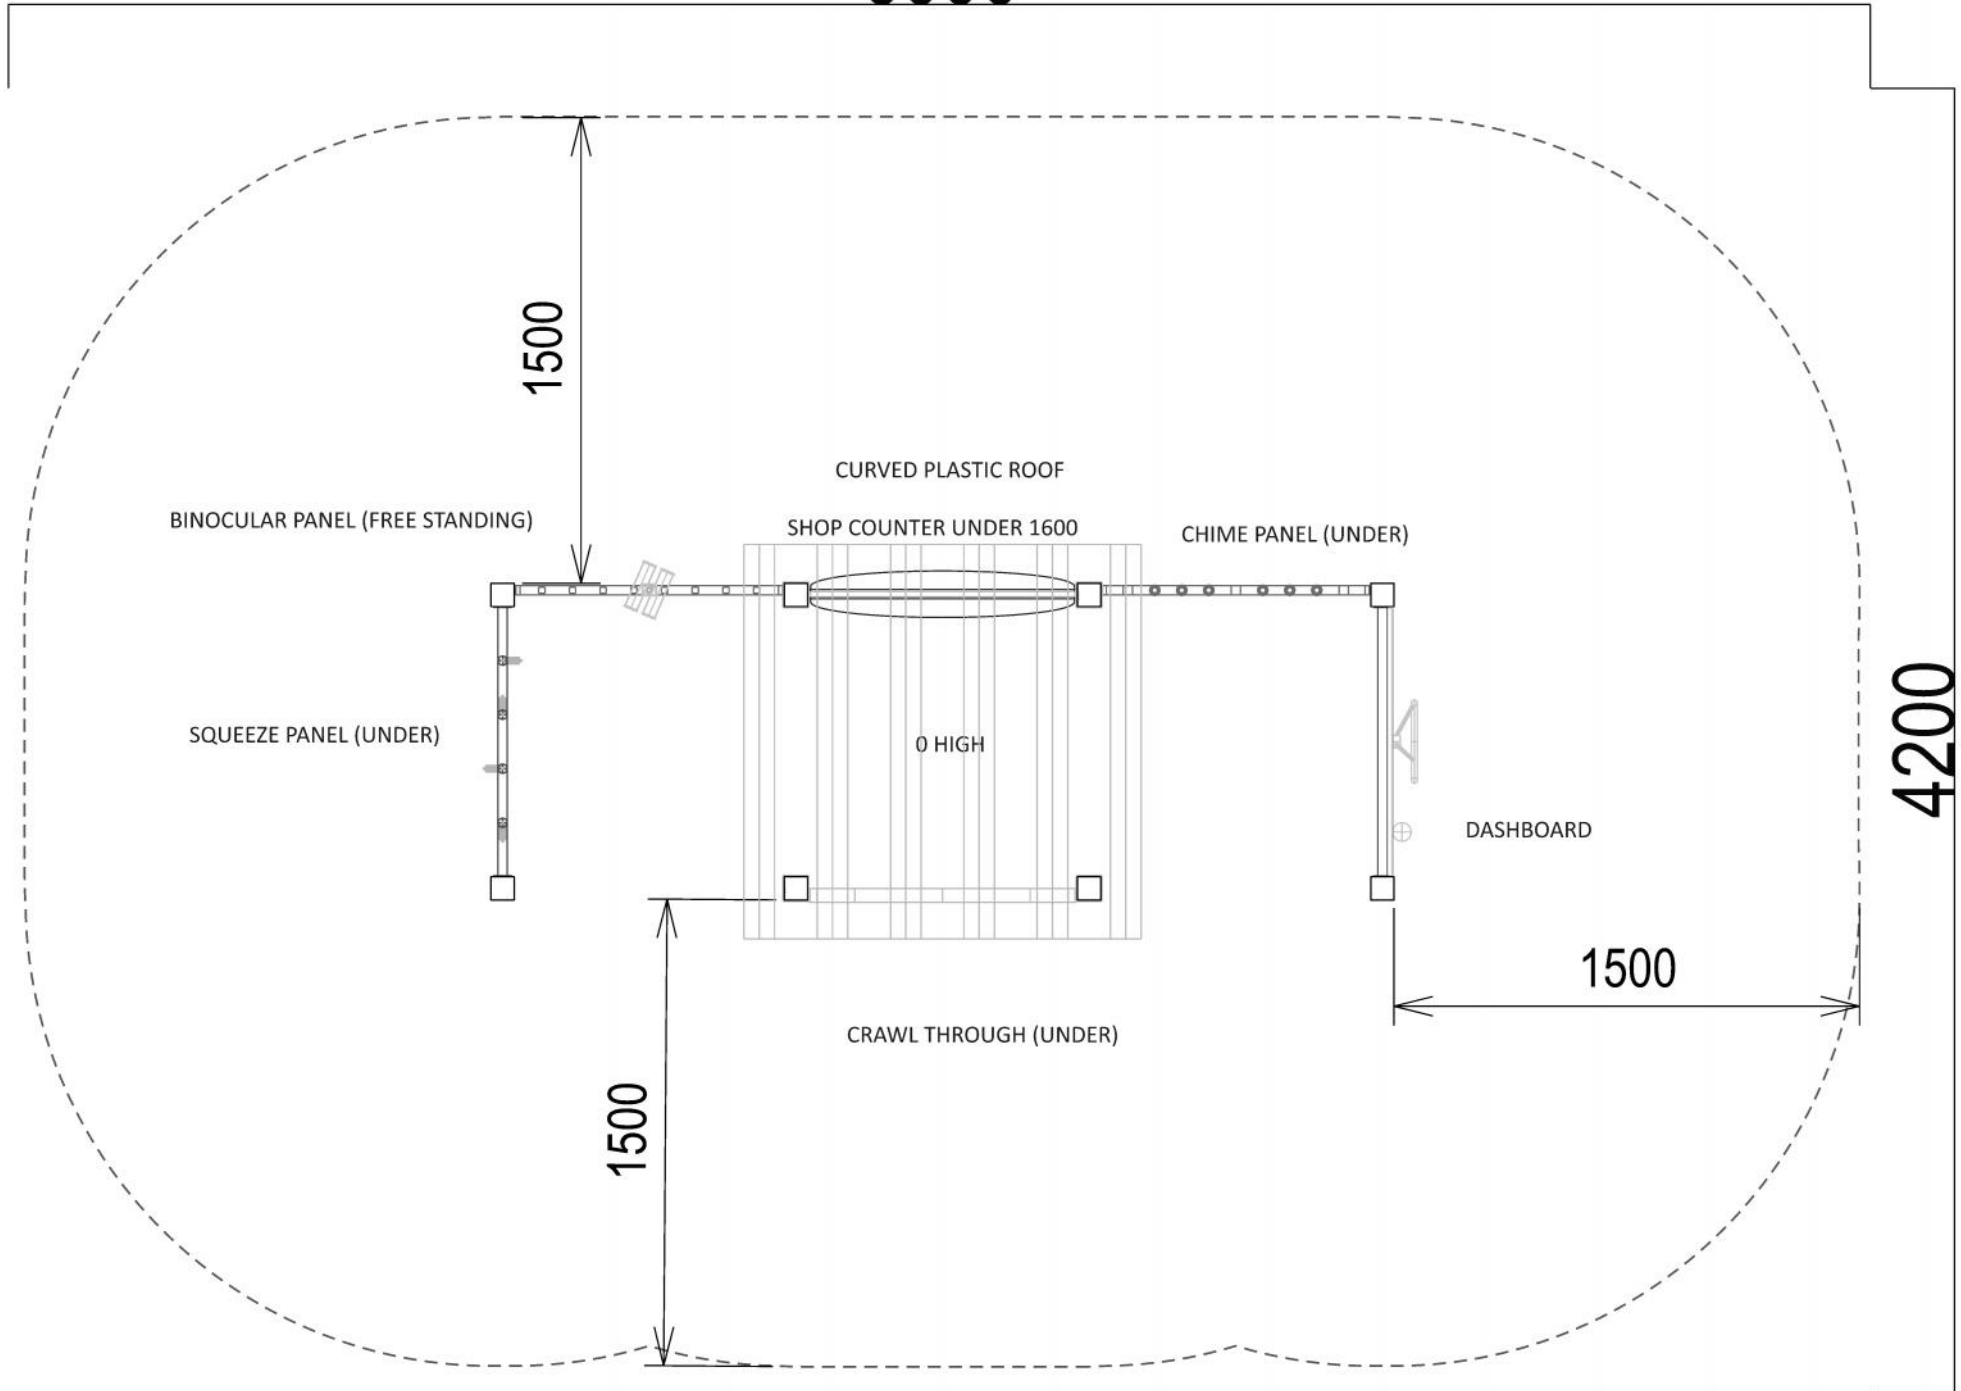 1500
CURVED PLASTIC ROOF
BINOCULAR PANEL (FREE STANDING)
SHOP COUNTER UNDER 1600
CHIME PANEL (UNDER)
SQUEEZE PANEL (UNDER)
0 HIGH
4200
DASHBOARD
1500
CRAWL THROUGH (UNDER)
1500